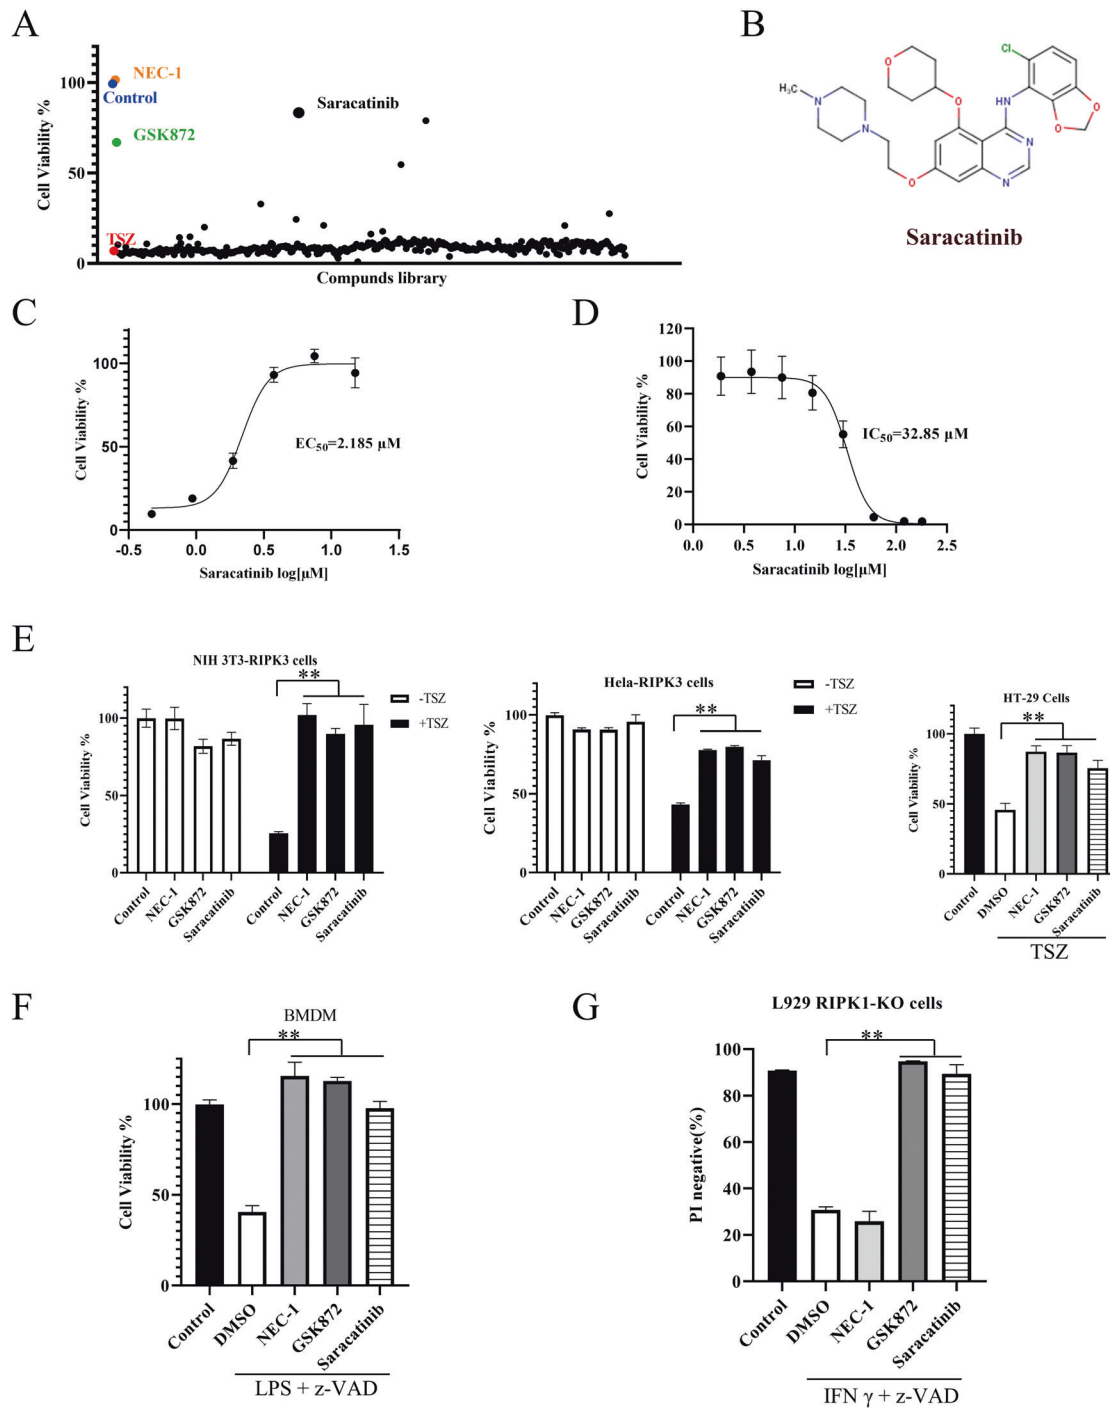 A
Cell Viability %
100
50
0
NEC-1
Control
GSK872
TSZ
Saracatinib
Compunds library
B
H₃C
N
N
O
O
O
Cl
HN
N
N
O
O
Saracatinib
C
Cell Viability %
100
50
0
-0.5 0.0 0.5 1.0 1.5
EC₅₀=2.185 μM
Saracatinib log[μM]
D
Cell Viability %
120
100
80
60
40
20
0
0.0 0.5 1.0 1.5 2.0 2.5
IC₅₀=32.85 μM
Saracatinib log[μM]
E
NIH 3T3-RIPK3 cells
**
-TSZ
+TSZ
Cell Viability %
100
50
0
Control NEC-1 GSK872 Saracatinib Control NEC-1 GSK872 Saracatinib
Hela-RIPK3 cells
**
-TSZ
+TSZ
Cell Viability %
100
50
0
Control NEC-1 GSK872 Saracatinib Control NEC-1 GSK872 Saracatinib
HT-29 Cells
**
Cell Viability %
100
50
0
Control DMSO NEC-1 GSK872 Saracatinib
TSZ
F
BMDM
**
Cell Viability %
100
50
0
Control DMSO NEC-1 GSK872 Saracatinib
LPS + z-VAD
G
L929 RIPK1-KO cells
**
PI negative(%)
100
80
60
40
20
0
Control DMSO NEC-1 GSK872 Saracatinib
IFN γ + z-VAD